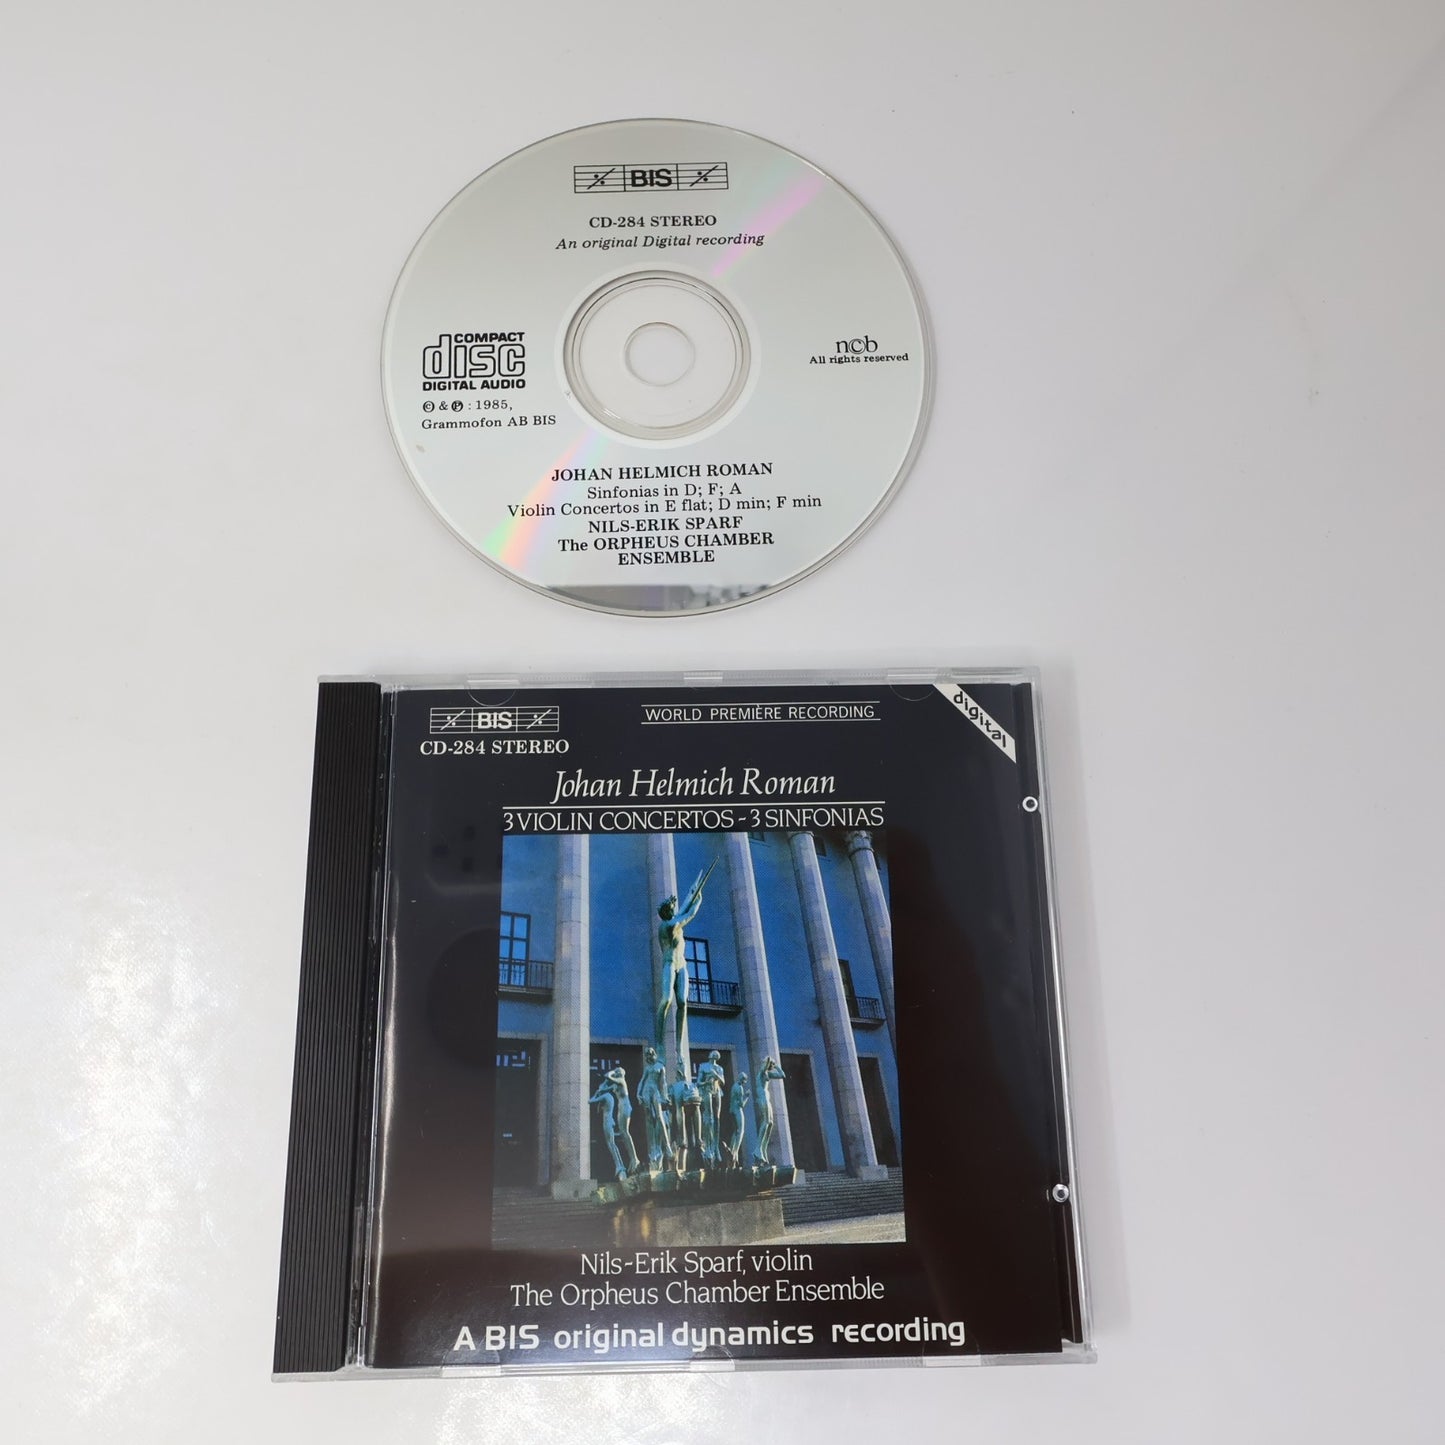 BIS
CD-284 STEREO
An original Digital recording
COMPACT
disc
DIGITAL AUDIO
© & ℗ : 1985,
Grammofon AB BIS
n©b
All rights reserved
JOHAN HELMICH ROMAN
Sinfonias in D; F; A
Violin Concertos in E flat; D min; F min
NILS-ERIK SPARF
The ORPHEUS CHAMBER
ENSEMBLE
BIS
CD-284 STEREO
WORLD PREMIÈRE RECORDING
digital
Johan Helmich Roman
3 VIOLIN CONCERTOS - 3 SINFONIAS
Nils-Erik Sparf, violin
The Orpheus Chamber Ensemble
A BIS original dynamics recording